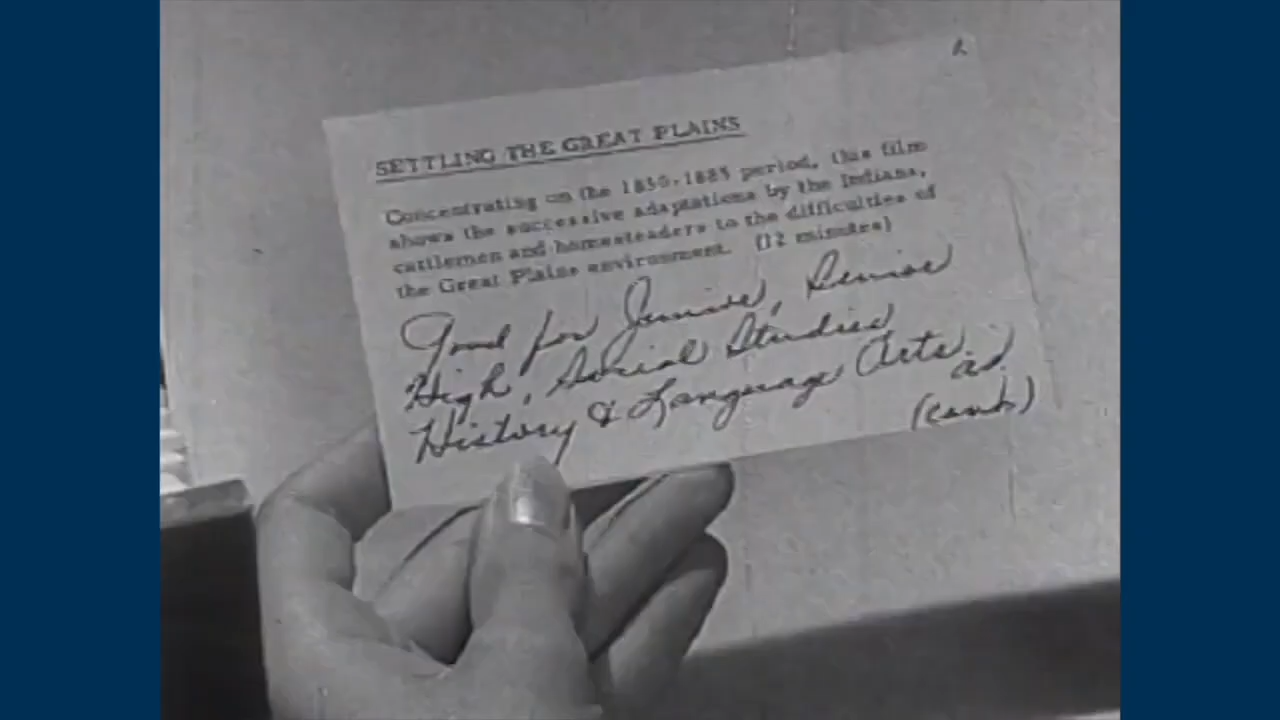 SETTLING THE GREAT PLAINS
Concentrating on the 1850-1885 period, this film
shows the successive adaptations by the Indians,
cattlemen and homesteaders to the difficulties of
the Great Plains environment. (12 minutes)
Good for Junior, Senior
High, Social Studies
History & Language Arts
(cont.)